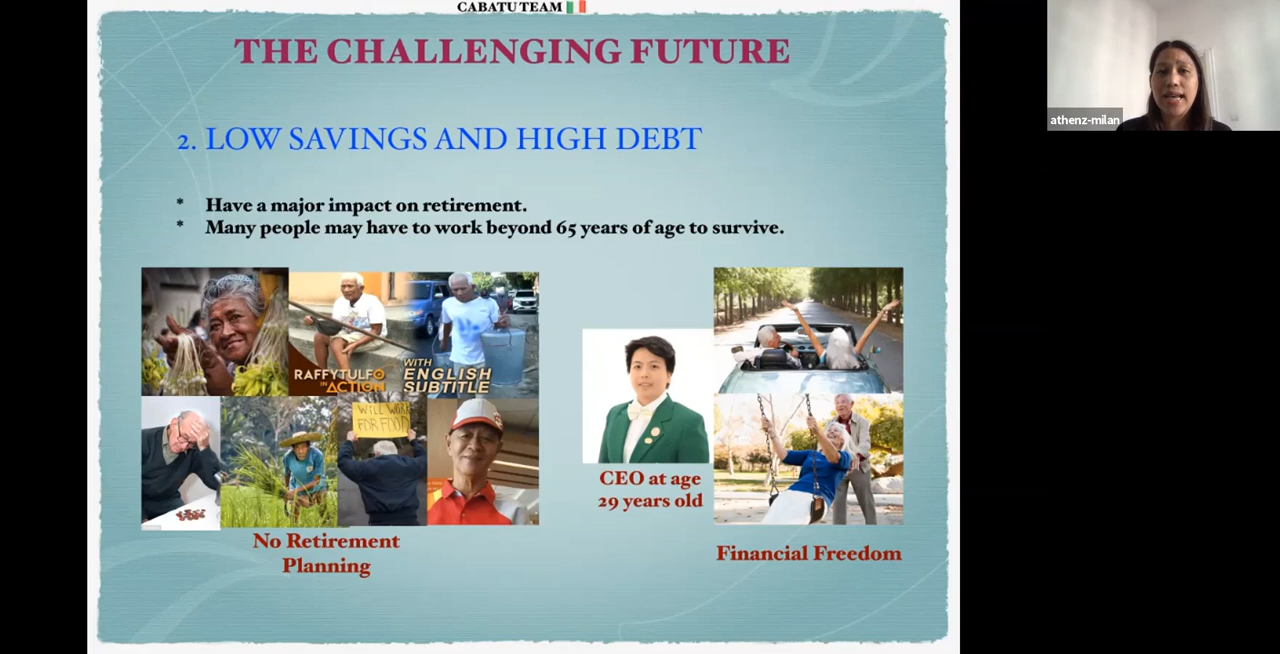 CABATU TEAM
THE CHALLENGING FUTURE
athenz-milan
2. LOW SAVINGS AND HIGH DEBT
* Have a major impact on retirement.
* Many people may have to work beyond 65 years of age to survive.
RAFFYTULFO
IN ACTION
WITH
ENGLISH
SUBTITLE
WILL WORK
FOR FOOD
CEO at age
29 years old
No Retirement
Planning
Financial Freedom